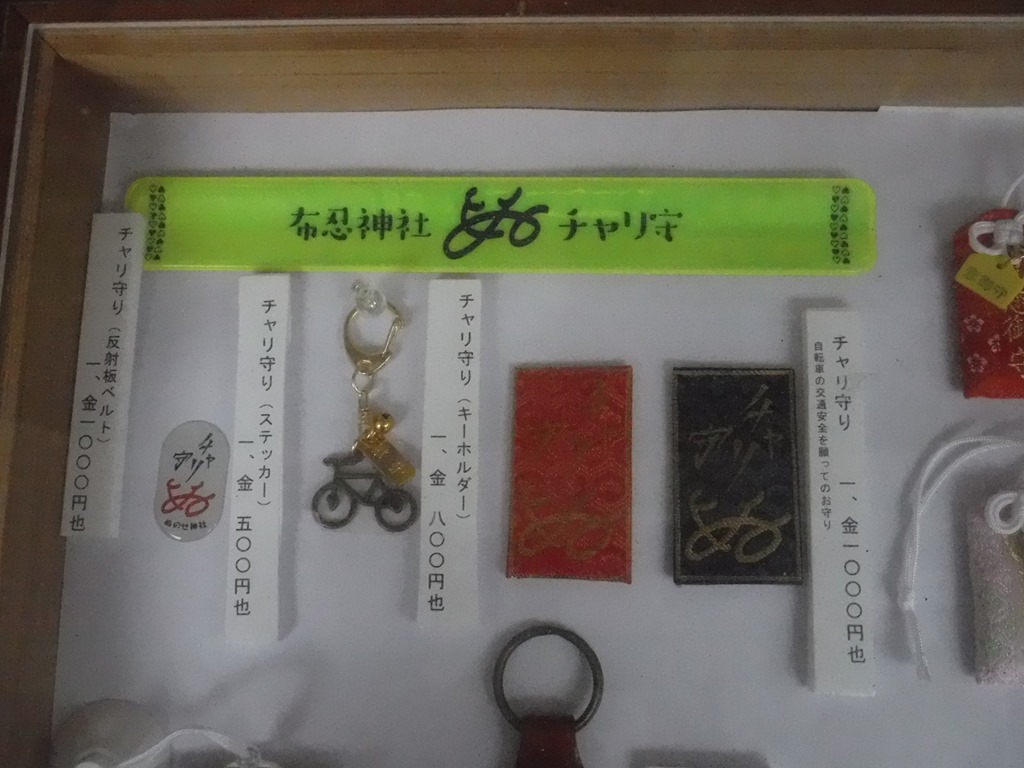 布忍神社 チャリ守
チャリ守り（反射板ベルト）
一、金一〇〇〇円也
チャリ守
ぬのせ神社
チャリ守り（ステッカー）
一、金 五〇〇円也
チャリ守り（キーホルダー）
一、金 八〇〇円也
チャリ守
チャリ守り 一、金一〇〇〇円也
自転車の交通安全を願ってのお守り